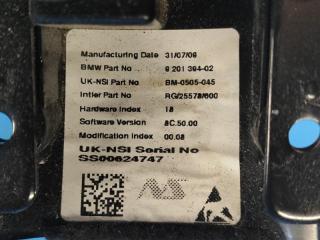 Manufacturing Date 31/07/09
BMW Part No 9 201 394-02
UK-NSI Part No BM-0505-045
Intier Part No RG/25578/600
Hardware Index 18
Software Version 8C.50.00
Modification Index 00.08
UK-NSI Serial No
SS00624747